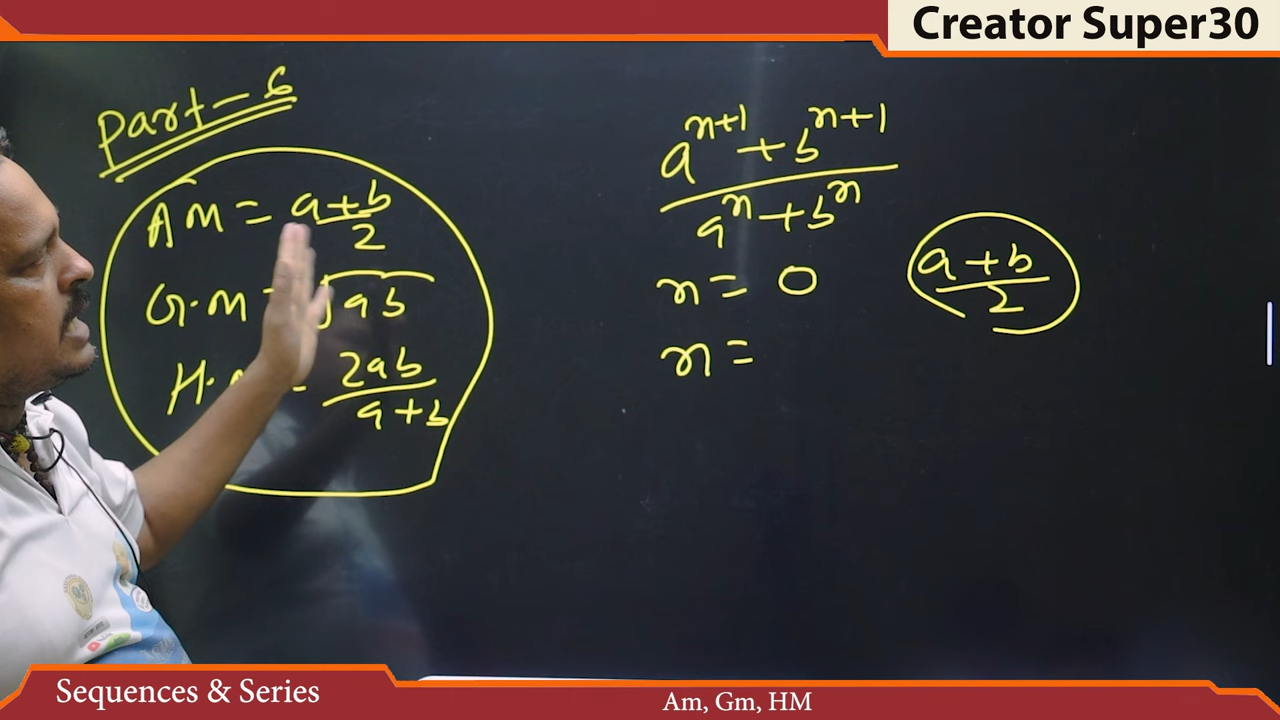 Creator Super30
Part-6
AM = a+b/2
G.M = √ab
H. = 2ab/a+b
a^n+1 + b^n+1 / a^n + b^n
n = 0
a+b/2
n =
Sequences & Series
Am, Gm, HM